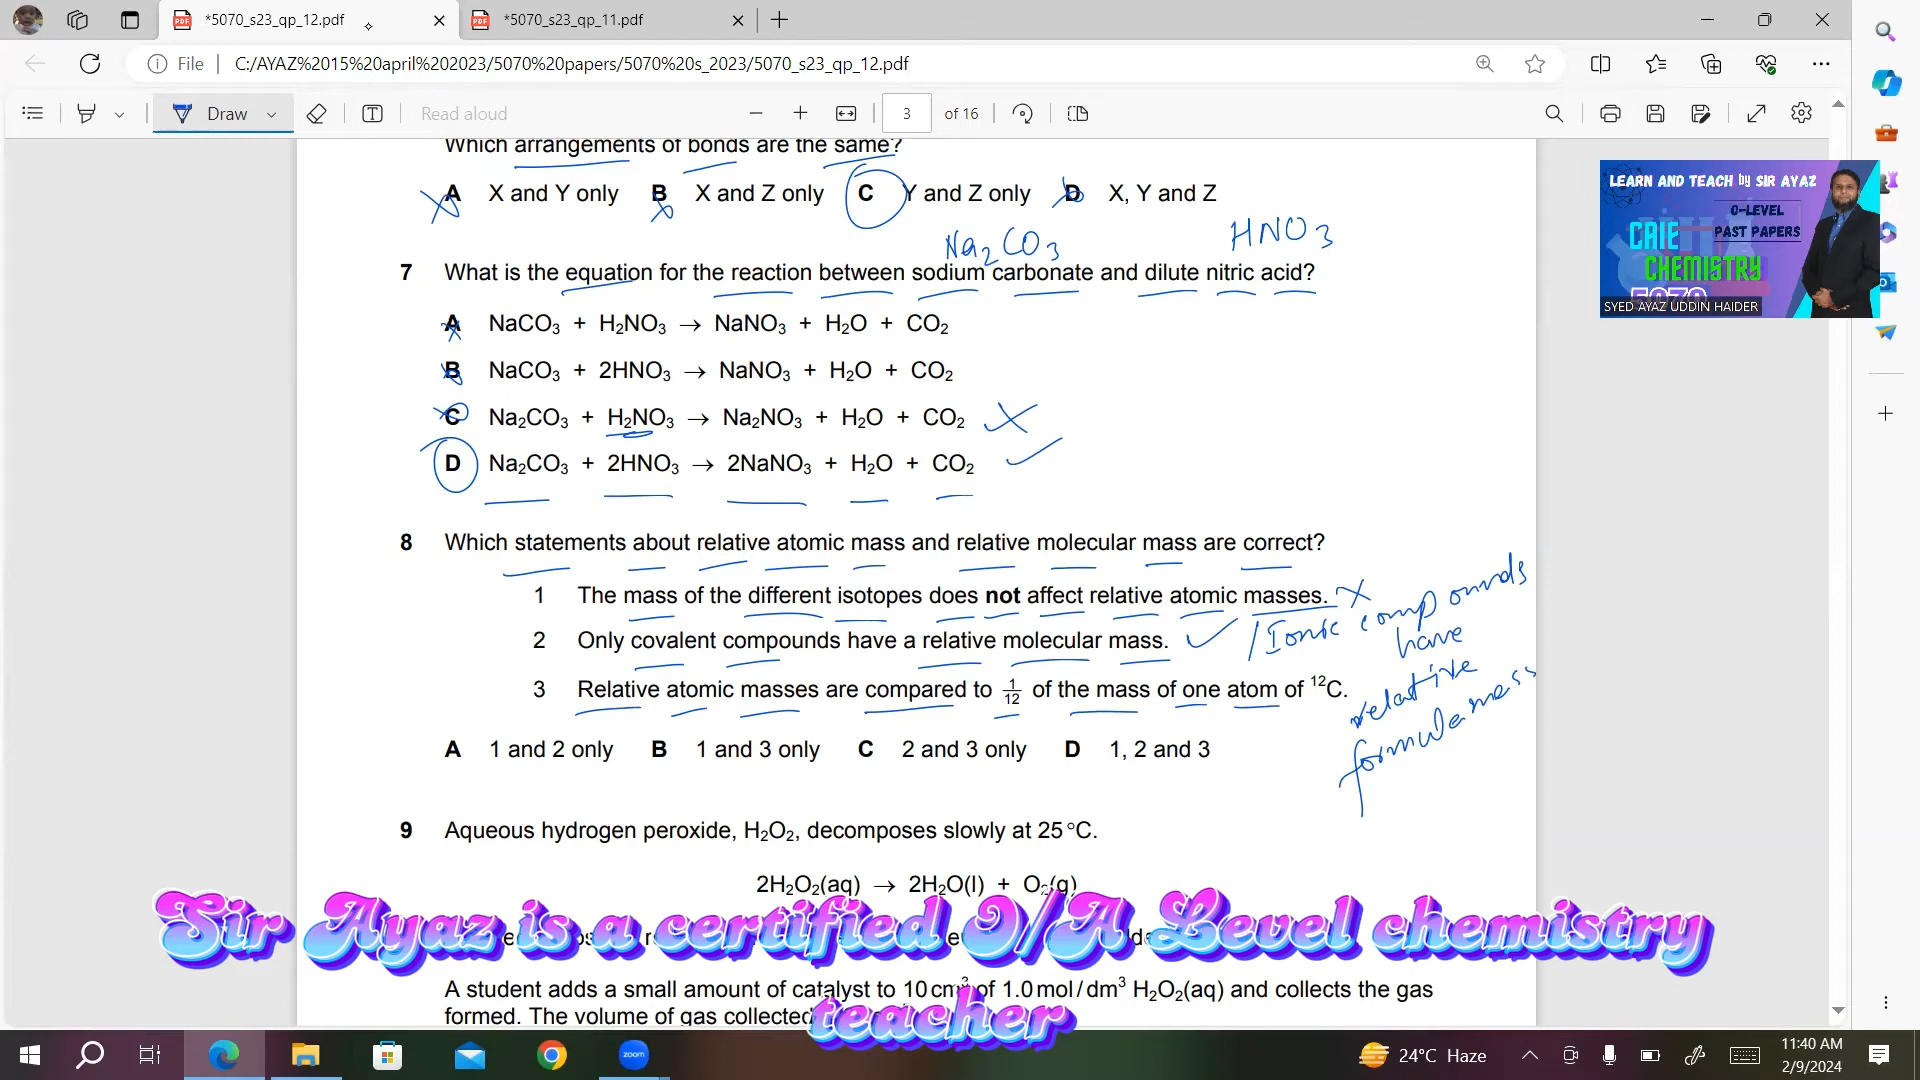 *5070_s23_qp_12.pdf
*5070_s23_qp_11.pdf
File
C:/AYAZ%2015%20april%202023/5070%20papers/5070%20s_2023/5070_s23_qp_12.pdf
Draw
Read aloud
3 of 16
Which arrangements of bonds are the same?
A X and Y only B X and Z only C Y and Z only D X, Y and Z
Na₂CO₃ HNO₃
7 What is the equation for the reaction between sodium carbonate and dilute nitric acid?
A NaCO₃ + H₂NO₃ → NaNO₃ + H₂O + CO₂
B NaCO₃ + 2HNO₃ → NaNO₃ + H₂O + CO₂
C Na₂CO₃ + H₂NO₃ → Na₂NO₃ + H₂O + CO₂
D Na₂CO₃ + 2HNO₃ → 2NaNO₃ + H₂O + CO₂
8 Which statements about relative atomic mass and relative molecular mass are correct?
1 The mass of the different isotopes does not affect relative atomic masses.
2 Only covalent compounds have a relative molecular mass.
3 Relative atomic masses are compared to 1/12 of the mass of one atom of ¹²C.
Ionic compounds
have
relative
formula mass
A 1 and 2 only B 1 and 3 only C 2 and 3 only D 1, 2 and 3
9 Aqueous hydrogen peroxide, H₂O₂, decomposes slowly at 25 °C.
2H₂O₂(aq) → 2H₂O(l) + O₂(g)
Sir Ayaz is a certified O/A Level chemistry
teacher
A student adds a small amount of catalyst to 10 cm³ of 1.0 mol / dm³ H₂O₂(aq) and collects the gas
formed. The volume of gas collected
LEARN AND TEACH by SIR AYAZ
O-LEVEL
PAST PAPERS
CAIE
CHEMISTRY
5070
SYED AYAZ UDDIN HAIDER
zoom
24°C Haze
11:40 AM
2/9/2024